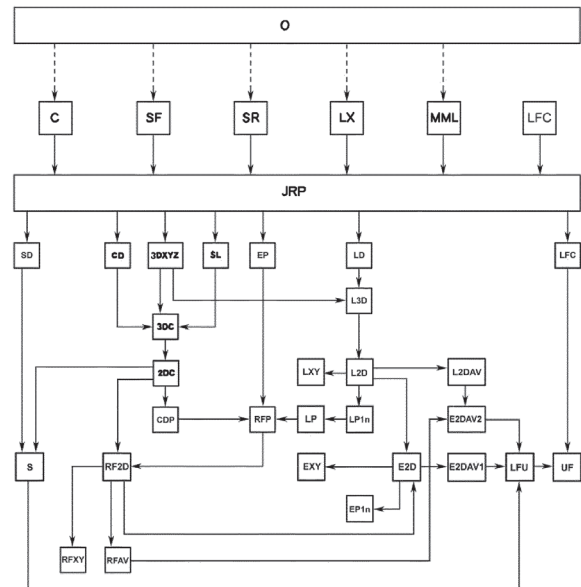 O
C SF SR LX MML LFC
JRP
SD CD 3DXYZ SL EP LD LFC
L3D
3DC
LXY L2D L2DAV
2DC
CDP RFP LP LP1n E2DAV2
S RF2D EXY E2D E2DAV1 LFU UF
EP1n
RFXY RFAV